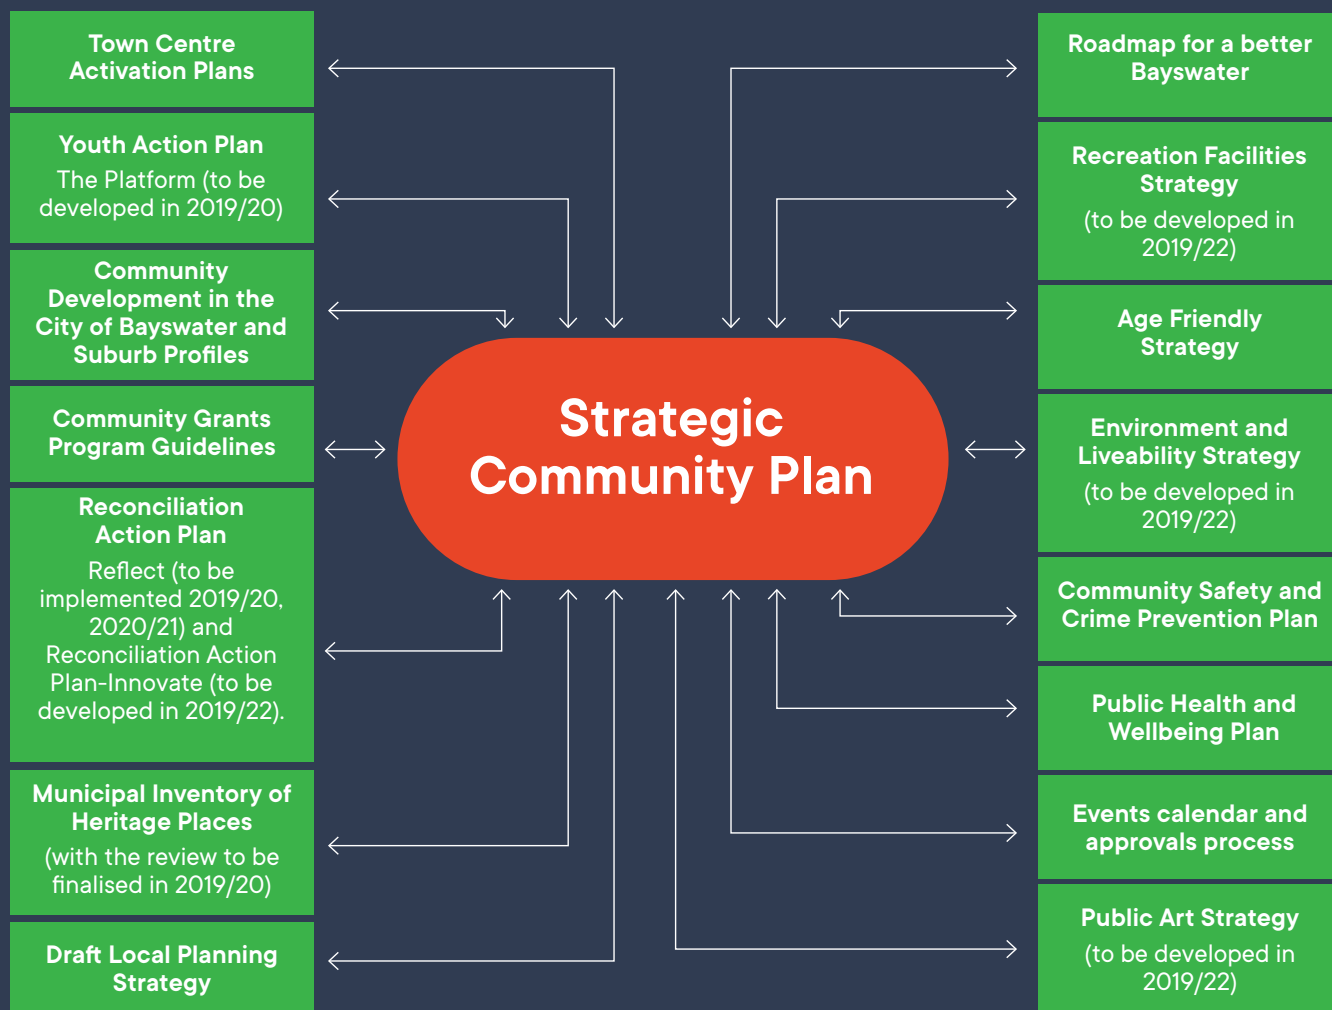 Town Centre
Activation Plans
Youth Action Plan
The Platform (to be
developed in 2019/20)
Community
Development in the
City of Bayswater and
Suburb Profiles
Community Grants
Program Guidelines
Reconciliation
Action Plan
Reflect (to be
implemented 2019/20,
2020/21) and
Reconciliation Action
Plan-Innovate (to be
developed in 2019/22).
Municipal Inventory of
Heritage Places
(with the review to be
finalised in 2019/20)
Draft Local Planning
Strategy
Strategic
Community Plan
Roadmap for a better
Bayswater
Recreation Facilities
Strategy
(to be developed in
2019/22)
Age Friendly
Strategy
Environment and
Liveability Strategy
(to be developed in
2019/22)
Community Safety and
Crime Prevention Plan
Public Health and
Wellbeing Plan
Events calendar and
approvals process
Public Art Strategy
(to be developed in
2019/22)